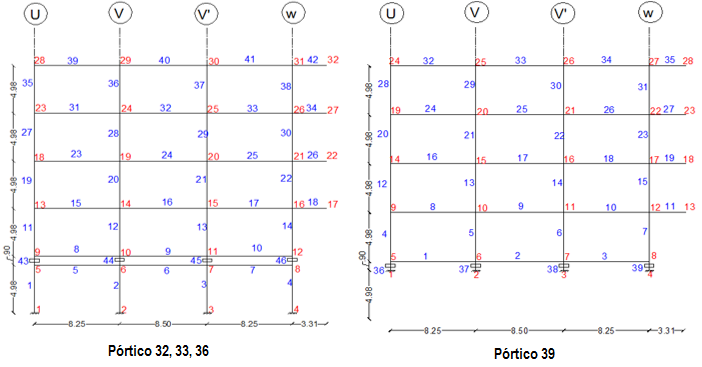 U V V' w
28 39 29 40 30 41 31 42 32
35 36 37 38
4.98
23 31 24 32 25 33 26 34 27
27 28 29 30
4.98
18 23 19 24 20 25 21 26 22
19 20 21 22
4.98
13 15 14 16 15 17 16 18 17
11 12 13 14
4.98
9 8 10 9 11 10 12
.90
43 44 45 46
5 5 6 6 7 7 8
1 2 3 4
4.98
1 2 3 4
8.25 8.50 8.25 3.31
Pórtico 32, 33, 36
U V V' w
24 32 25 33 26 34 27 35 28
28 29 30 31
4.98
19 24 20 25 21 26 22 27 23
20 21 22 23
4.98
14 16 15 17 16 18 17 19 18
12 13 14 15
4.98
9 8 10 9 11 10 12 11 13
4 5 6 7
4.98
5 1 6 2 7 3 8
.90
36 37 38 39
1 2 3 4
4.98
8.25 8.50 8.25 3.31
Pórtico 39